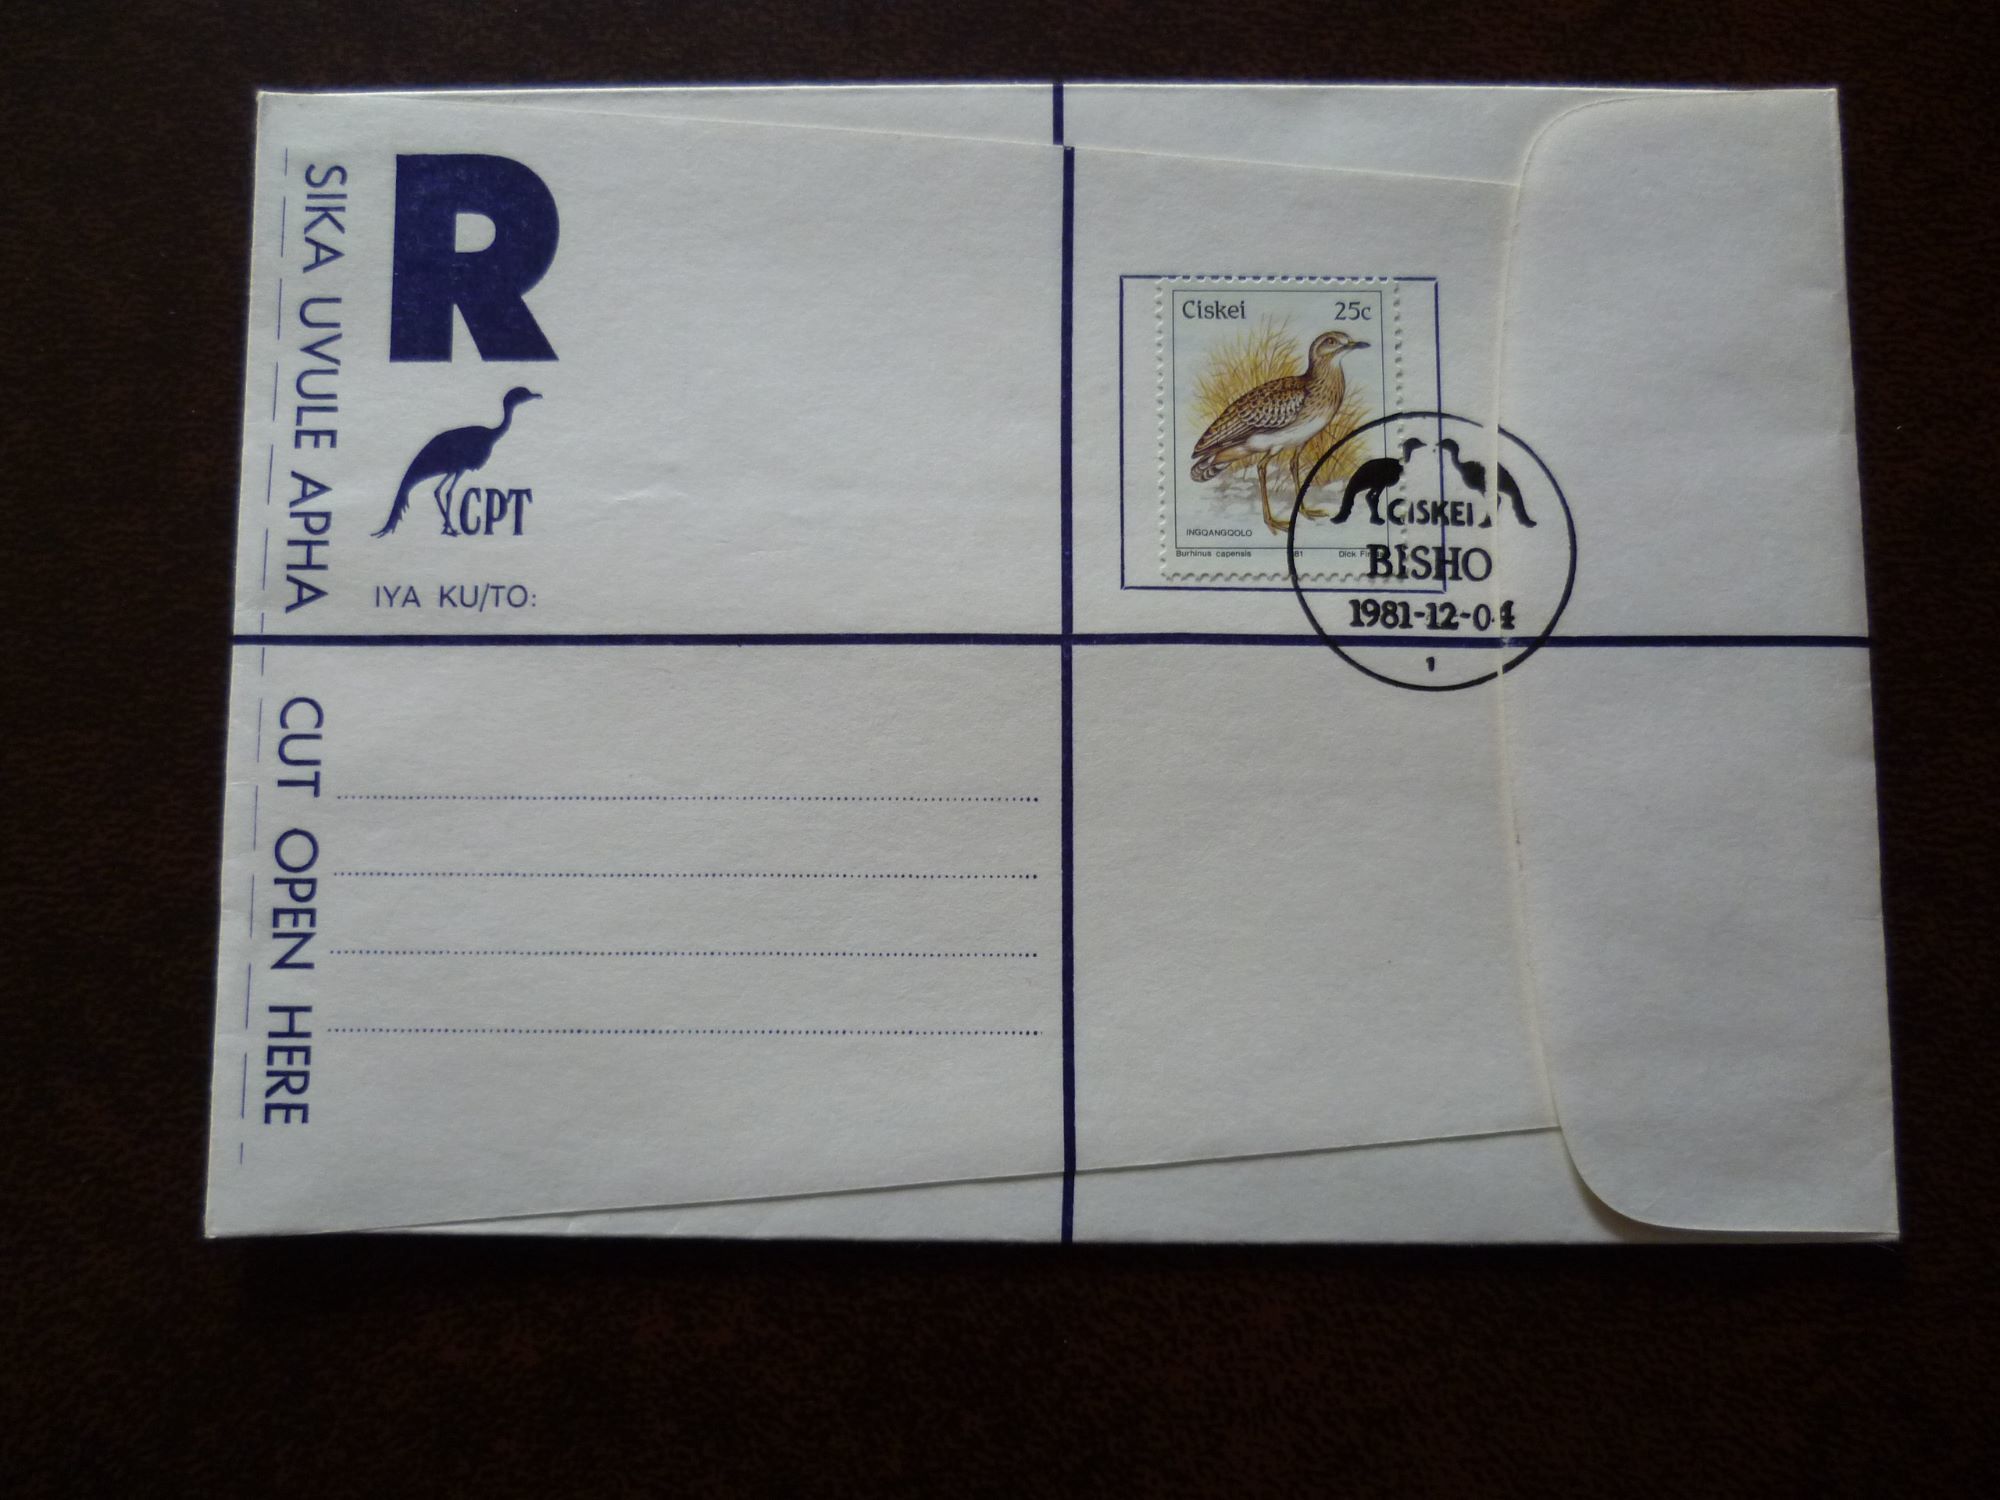 SIKA UVULE APHA
CUT OPEN HERE
R
CPT
IYA KU/TO:
Ciskei 25c
INGQANGQOLO
Burhinus capensis 81 Dick
CISKEI
BISHO
1981-12-04
1